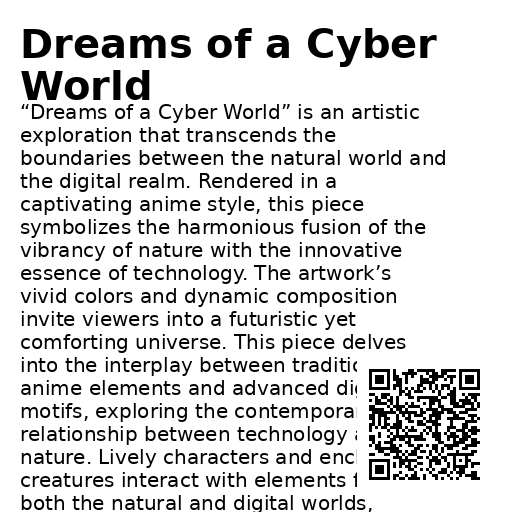 Dreams of a Cyber
World
“Dreams of a Cyber World” is an artistic
exploration that transcends the
boundaries between the natural world and
the digital realm. Rendered in a
captivating anime style, this piece
symbolizes the harmonious fusion of the
vibrancy of nature with the innovative
essence of technology. The artwork’s
vivid colors and dynamic composition
invite viewers into a futuristic yet
comforting universe. This piece delves
into the interplay between
anime elements and advanced
motifs, exploring the
relationship between technology
nature. Lively characters and
creatures interact with elements
both the natural and digital worlds,